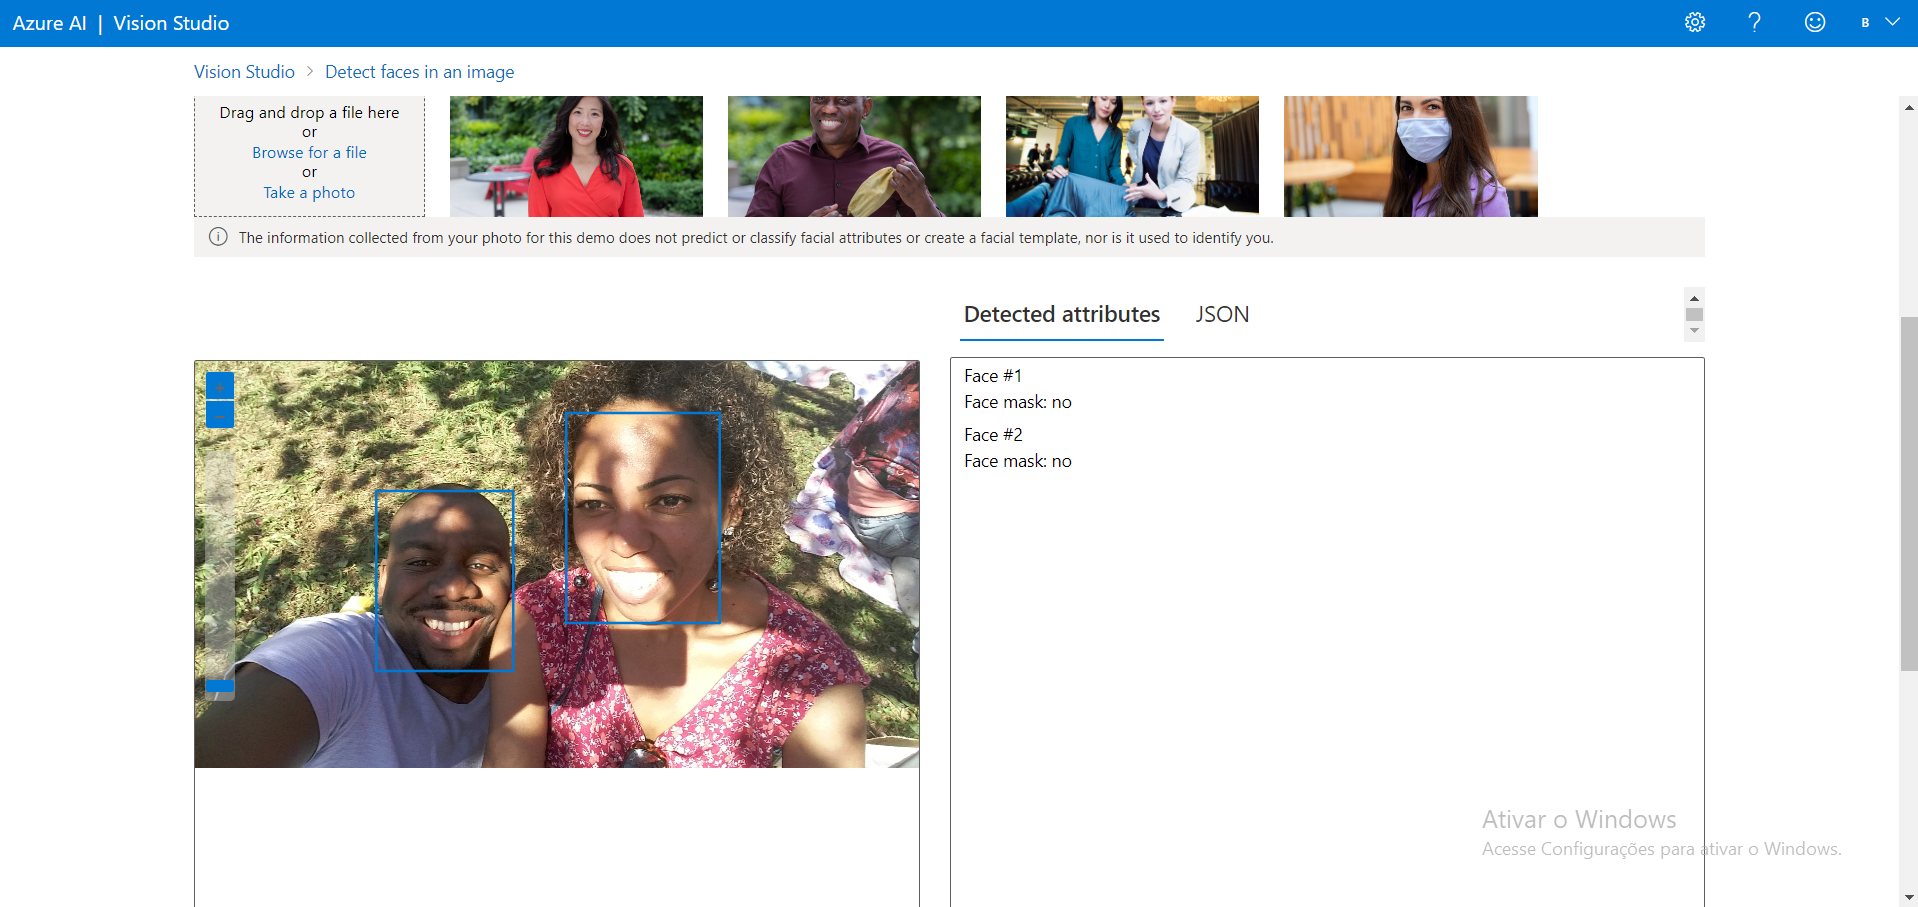 Azure AI | Vision Studio
B
Vision Studio > Detect faces in an image
Drag and drop a file here
or
Browse for a file
or
Take a photo
The information collected from your photo for this demo does not predict or classify facial attributes or create a facial template, nor is it used to identify you.
Detected attributes JSON
Face #1
Face mask: no
Face #2
Face mask: no
Ativar o Windows
Acesse Configurações para ativar o Windows.